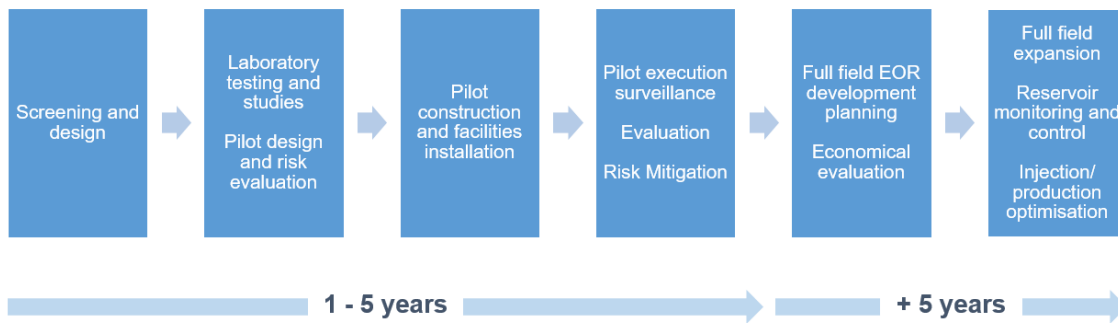 Screening and
design
Laboratory
testing and
studies
Pilot design
and risk
evaluation
Pilot
construction
and facilities
installation
Pilot execution
surveillance
Evaluation
Risk Mitigation
Full field EOR
development
planning
Economical
evaluation
Full field
expansion
Reservoir
monitoring and
control
Injection/
production
optimisation
1 - 5 years
+ 5 years